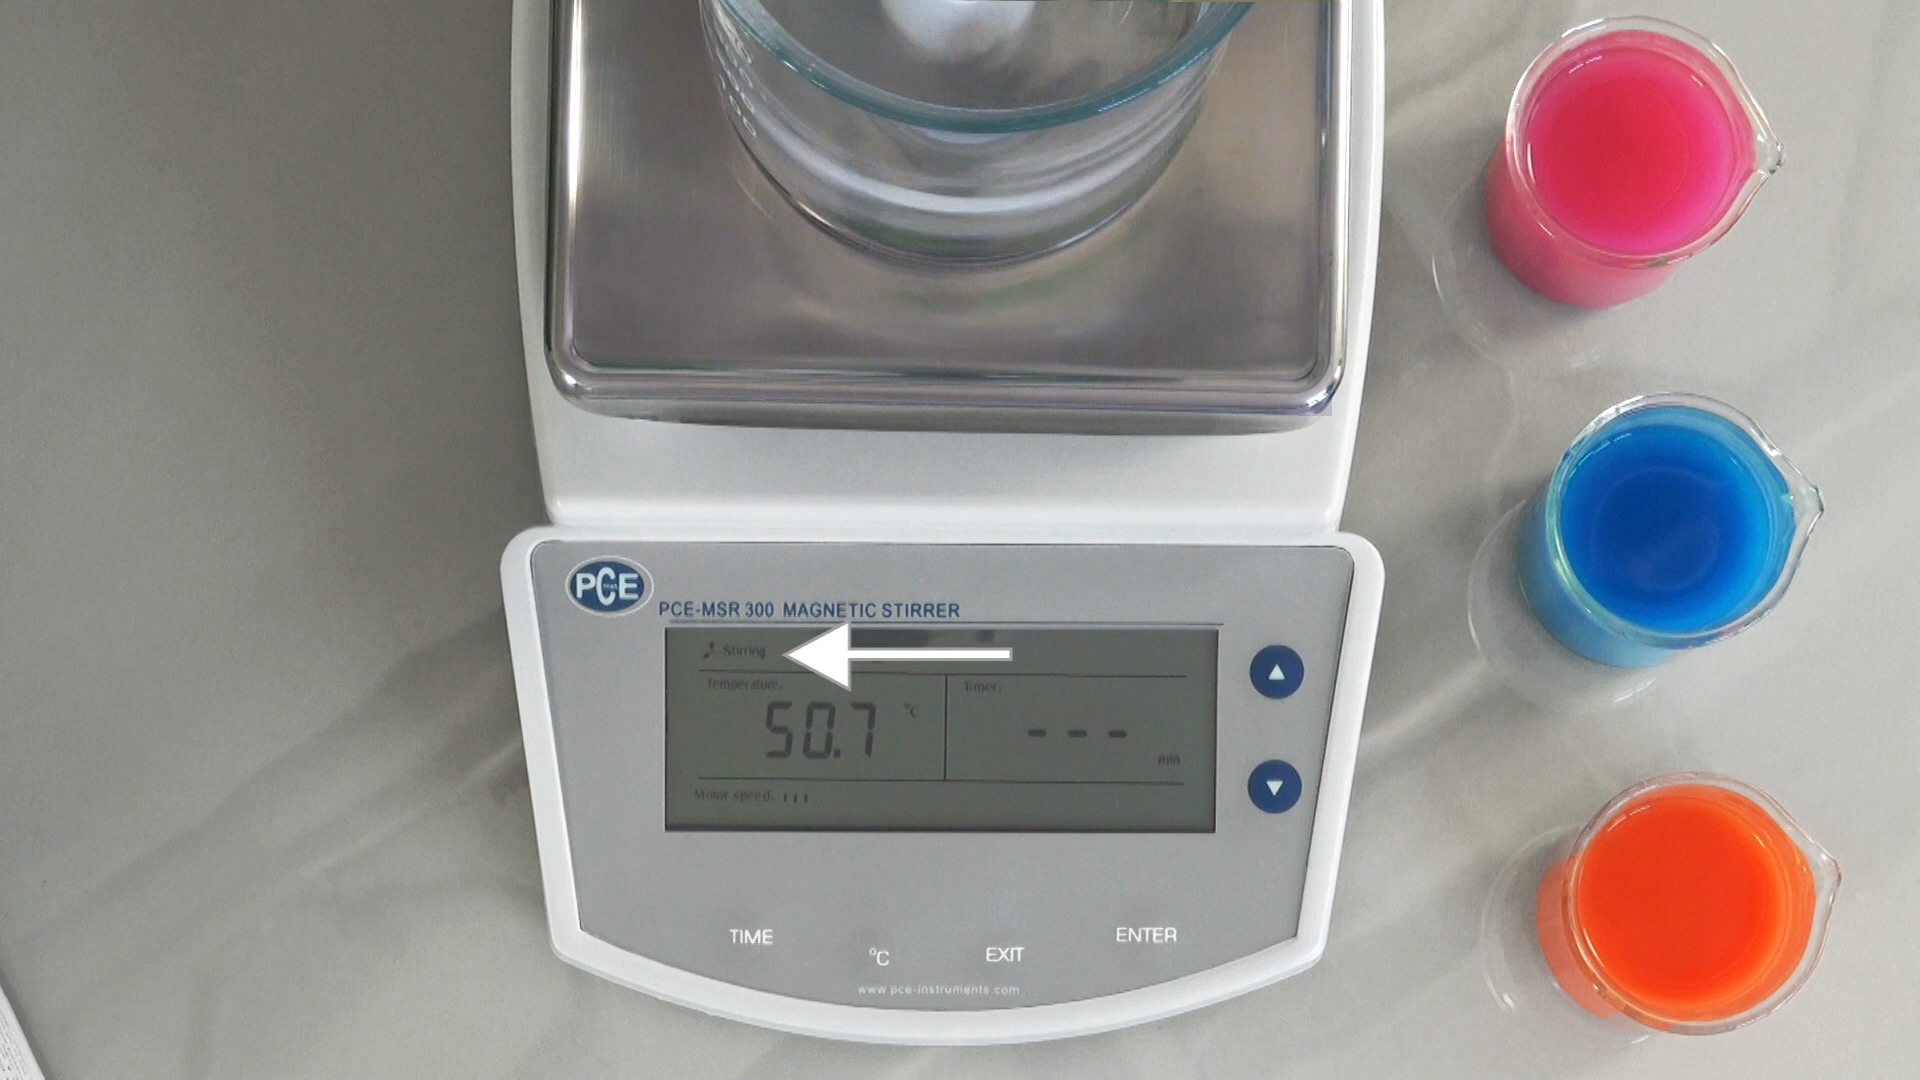 PCE
PCE-MSR 300 MAGNETIC STIRRER
Stirring
Temperature:
Timer:
50.7 °C
- - - min
Motor speed:
TIME
°C
EXIT
ENTER
www.pce-instruments.com